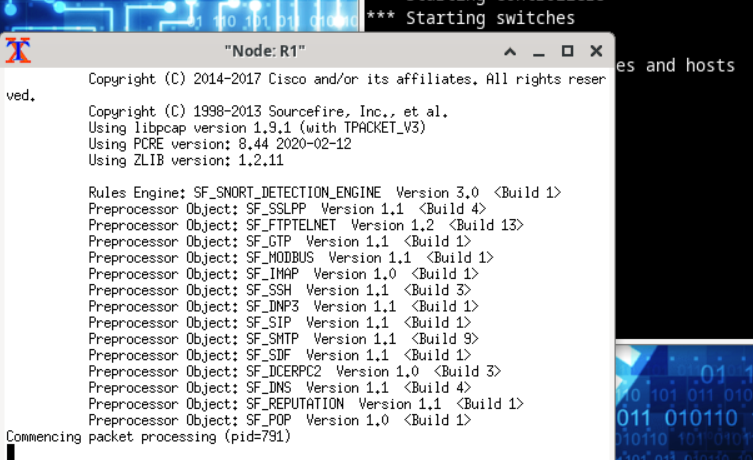 *** Starting switches
"Node: R1"
es and hosts
Copyright (C) 2014-2017 Cisco and/or its affiliates. All rights reser
ved.
Copyright (C) 1998-2013 Sourcefire, Inc., et al.
Using libpcap version 1.9.1 (with TPACKET_V3)
Using PCRE version: 8.44 2020-02-12
Using ZLIB version: 1.2.11
Rules Engine: SF_SNORT_DETECTION_ENGINE Version 3.0 <Build 1>
Preprocessor Object: SF_SSLPP Version 1.1 <Build 4>
Preprocessor Object: SF_FTPTELNET Version 1.2 <Build 13>
Preprocessor Object: SF_GTP Version 1.1 <Build 1>
Preprocessor Object: SF_MODBUS Version 1.1 <Build 1>
Preprocessor Object: SF_IMAP Version 1.0 <Build 1>
Preprocessor Object: SF_SSH Version 1.1 <Build 3>
Preprocessor Object: SF_DNP3 Version 1.1 <Build 1>
Preprocessor Object: SF_SIP Version 1.1 <Build 1>
Preprocessor Object: SF_SMTP Version 1.1 <Build 9>
Preprocessor Object: SF_SDF Version 1.1 <Build 1>
Preprocessor Object: SF_DCERPC2 Version 1.0 <Build 3>
Preprocessor Object: SF_DNS Version 1.1 <Build 4>
Preprocessor Object: SF_REPUTATION Version 1.1 <Build 1>
Preprocessor Object: SF_POP Version 1.0 <Build 1>
Commencing packet processing (pid=791)
011 010110